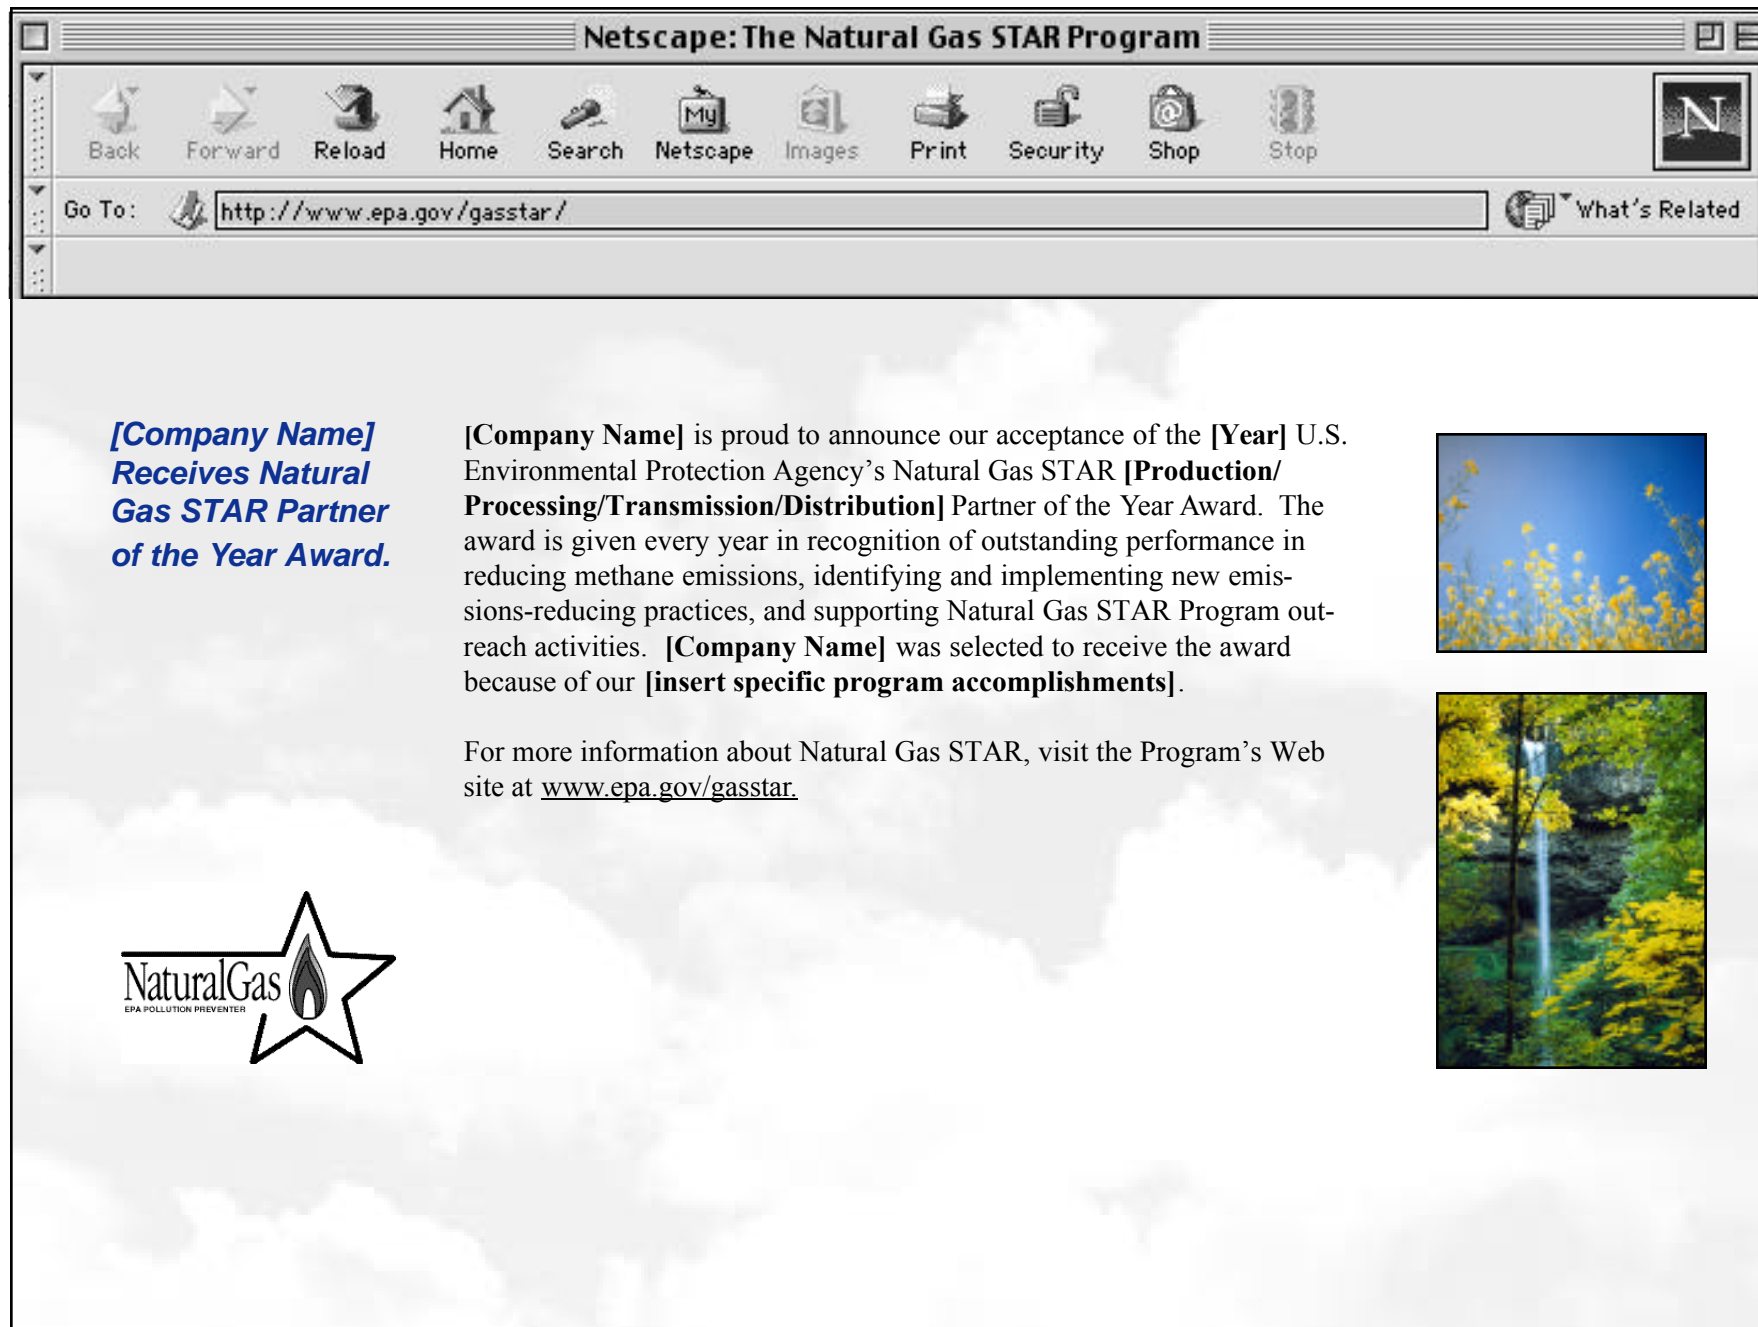 Netscape: The Natural Gas STAR Program
Back Forward Reload Home Search Netscape Images Print Security Shop Stop
My
N
Go To: http://www.epa.gov/gasstar/ What's Related
[Company Name]
Receives Natural
Gas STAR Partner
of the Year Award.
[Company Name] is proud to announce our acceptance of the [Year] U.S.
Environmental Protection Agency’s Natural Gas STAR [Production/
Processing/Transmission/Distribution] Partner of the Year Award.  The
award is given every year in recognition of outstanding performance in
reducing methane emissions, identifying and implementing new emis-
sions-reducing practices, and supporting Natural Gas STAR Program out-
reach activities.  [Company Name] was selected to receive the award
because of our [insert specific program accomplishments].
For more information about Natural Gas STAR, visit the Program’s Web
site at www.epa.gov/gasstar.
NaturalGas
EPA POLLUTION PREVENTER